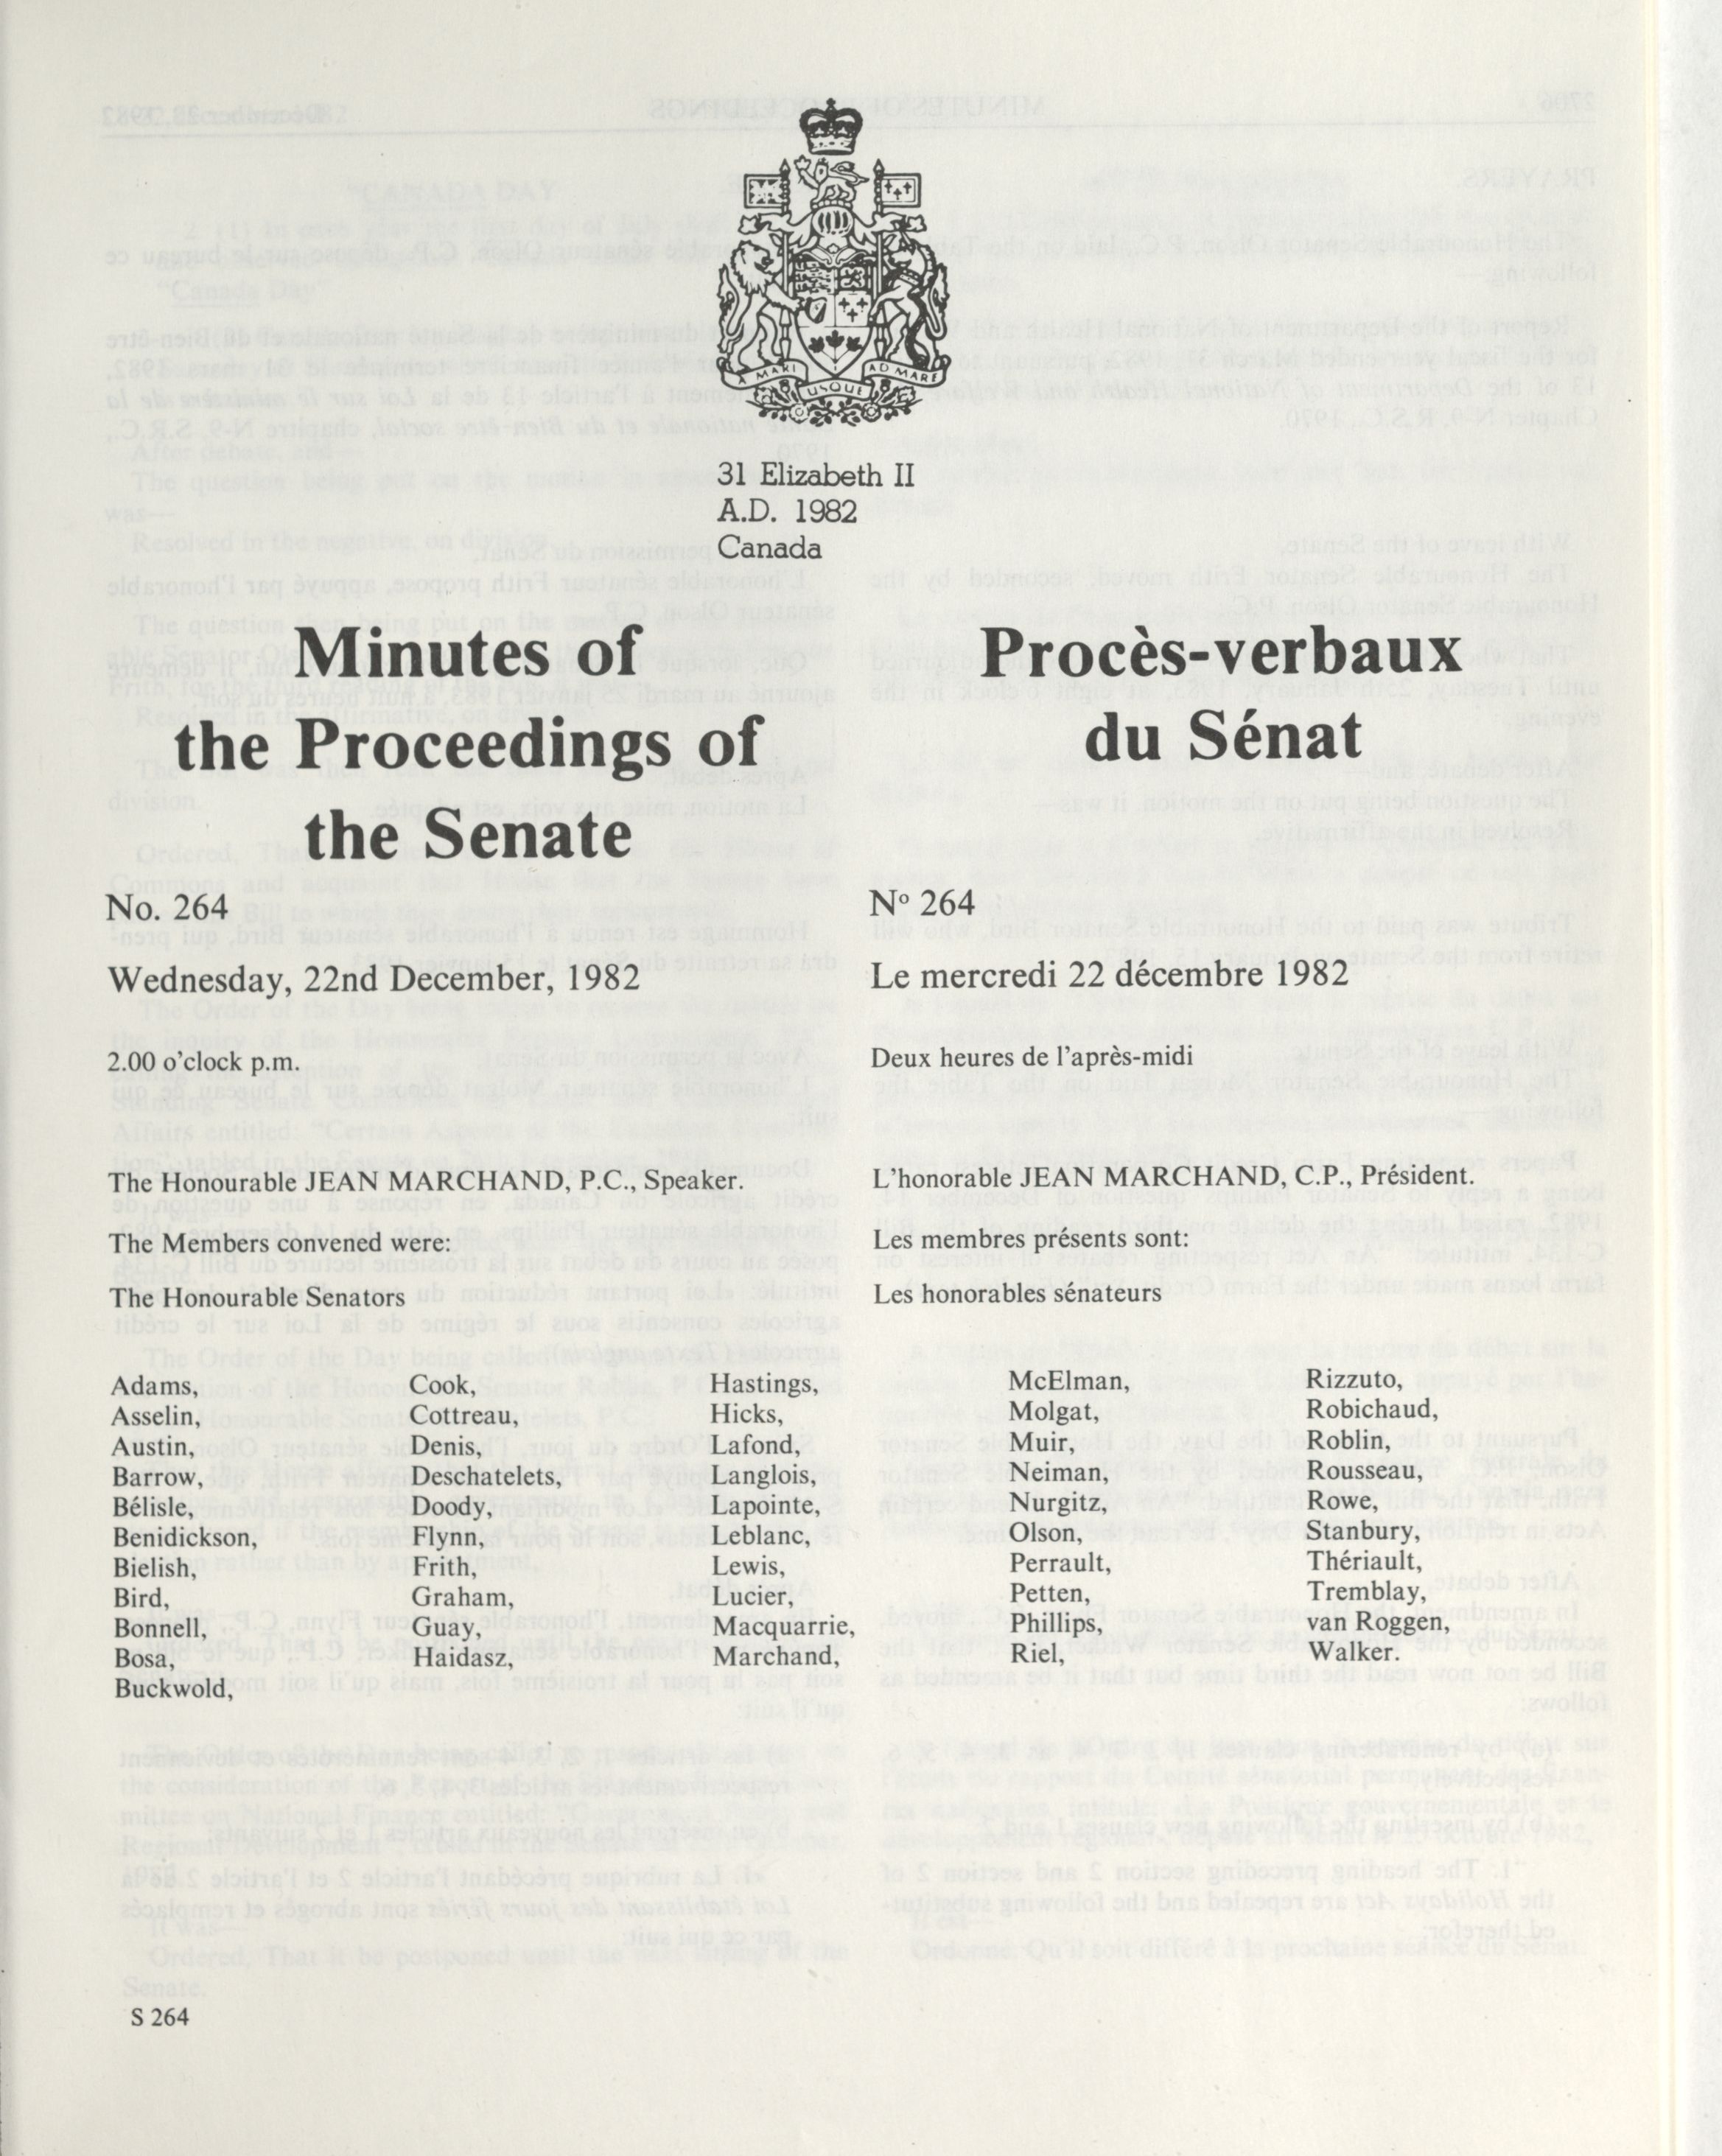 A MARI USQUE AD MARE
31 Elizabeth II
A.D. 1982
Canada
Minutes of
the Proceedings of
the Senate
No. 264
Wednesday, 22nd December, 1982
2.00 o'clock p.m.
The Honourable JEAN MARCHAND, P.C., Speaker.
The Members convened were:
The Honourable Senators
Procès-verbaux
du Sénat
Nº 264
Le mercredi 22 décembre 1982
Deux heures de l'après-midi
L'honorable JEAN MARCHAND, C.P., Président.
Les membres présents sont:
Les honorables sénateurs
Adams,
Asselin,
Austin,
Barrow,
Bélisle,
Benidickson,
Bielish,
Bird,
Bonnell,
Bosa,
Buckwold,
Cook,
Cottreau,
Denis,
Deschatelets,
Doody,
Flynn,
Frith,
Graham,
Guay,
Haidasz,
Hastings,
Hicks,
Lafond,
Langlois,
Lapointe,
Leblanc,
Lewis,
Lucier,
Macquarrie,
Marchand,
McElman,
Molgat,
Muir,
Neiman,
Nurgitz,
Olson,
Perrault,
Petten,
Phillips,
Riel,
Rizzuto,
Robichaud,
Roblin,
Rousseau,
Rowe,
Stanbury,
Thériault,
Tremblay,
van Roggen,
Walker.
S 264